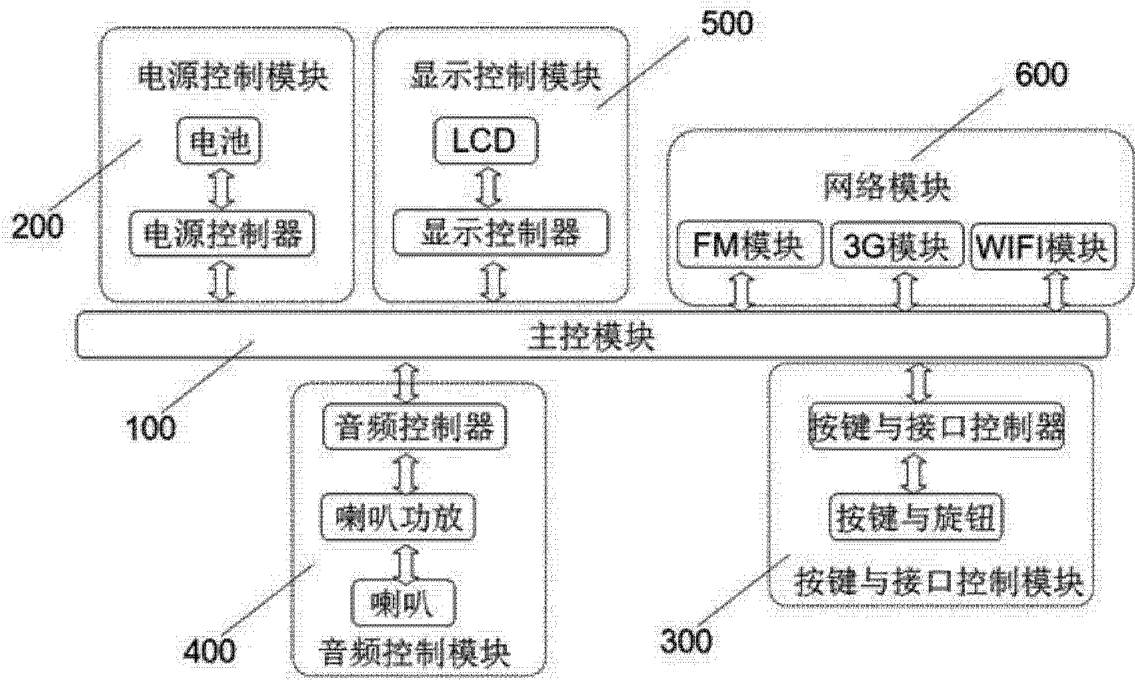 500
电源控制模块
显示控制模块
600
200
电池
LCD
网络模块
电源控制器
显示控制器
FM模块
3G模块
WIFI模块
主控模块
100
音频控制器
按键与接口控制器
喇叭功放
按键与旋钮
喇叭
按键与接口控制模块
400
音频控制模块
300